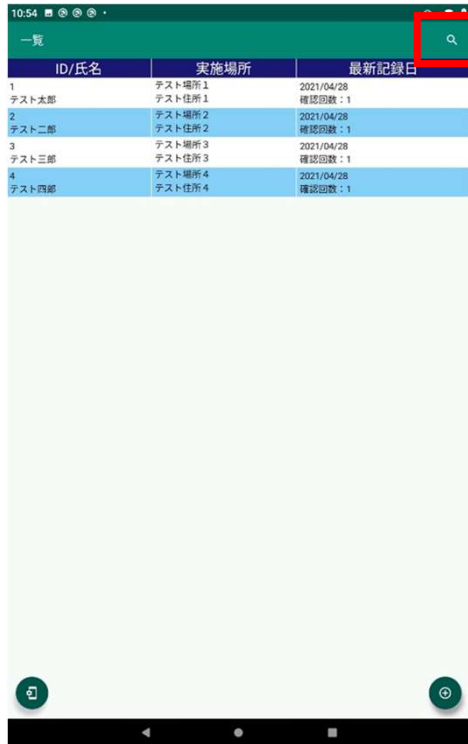 10:54
一覧
ID/氏名 実施場所 最新記録日
1 テスト場所1 2021/04/28
テスト太郎 テスト住所1 確認回数:1
2 テスト場所2 2021/04/28
テスト二郎 テスト住所2 確認回数:1
3 テスト場所3 2021/04/28
テスト三郎 テスト住所3 確認回数:1
4 テスト場所4 2021/04/28
テスト四郎 テスト住所4 確認回数:1